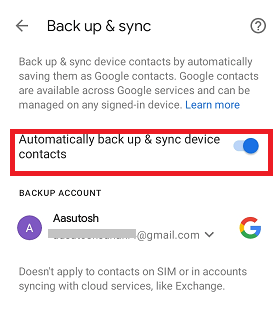 Back up & sync
Back up & sync device contacts by automatically
saving them as Google contacts. Google contacts
are available across Google services and can be
managed on any signed-in device. Learn more
Automatically back up & sync device
contacts
BACKUP ACCOUNT
A
Aasutosh
@gmail.com
G
Doesn't apply to contacts on SIM or in accounts
syncing with cloud services, like Exchange.